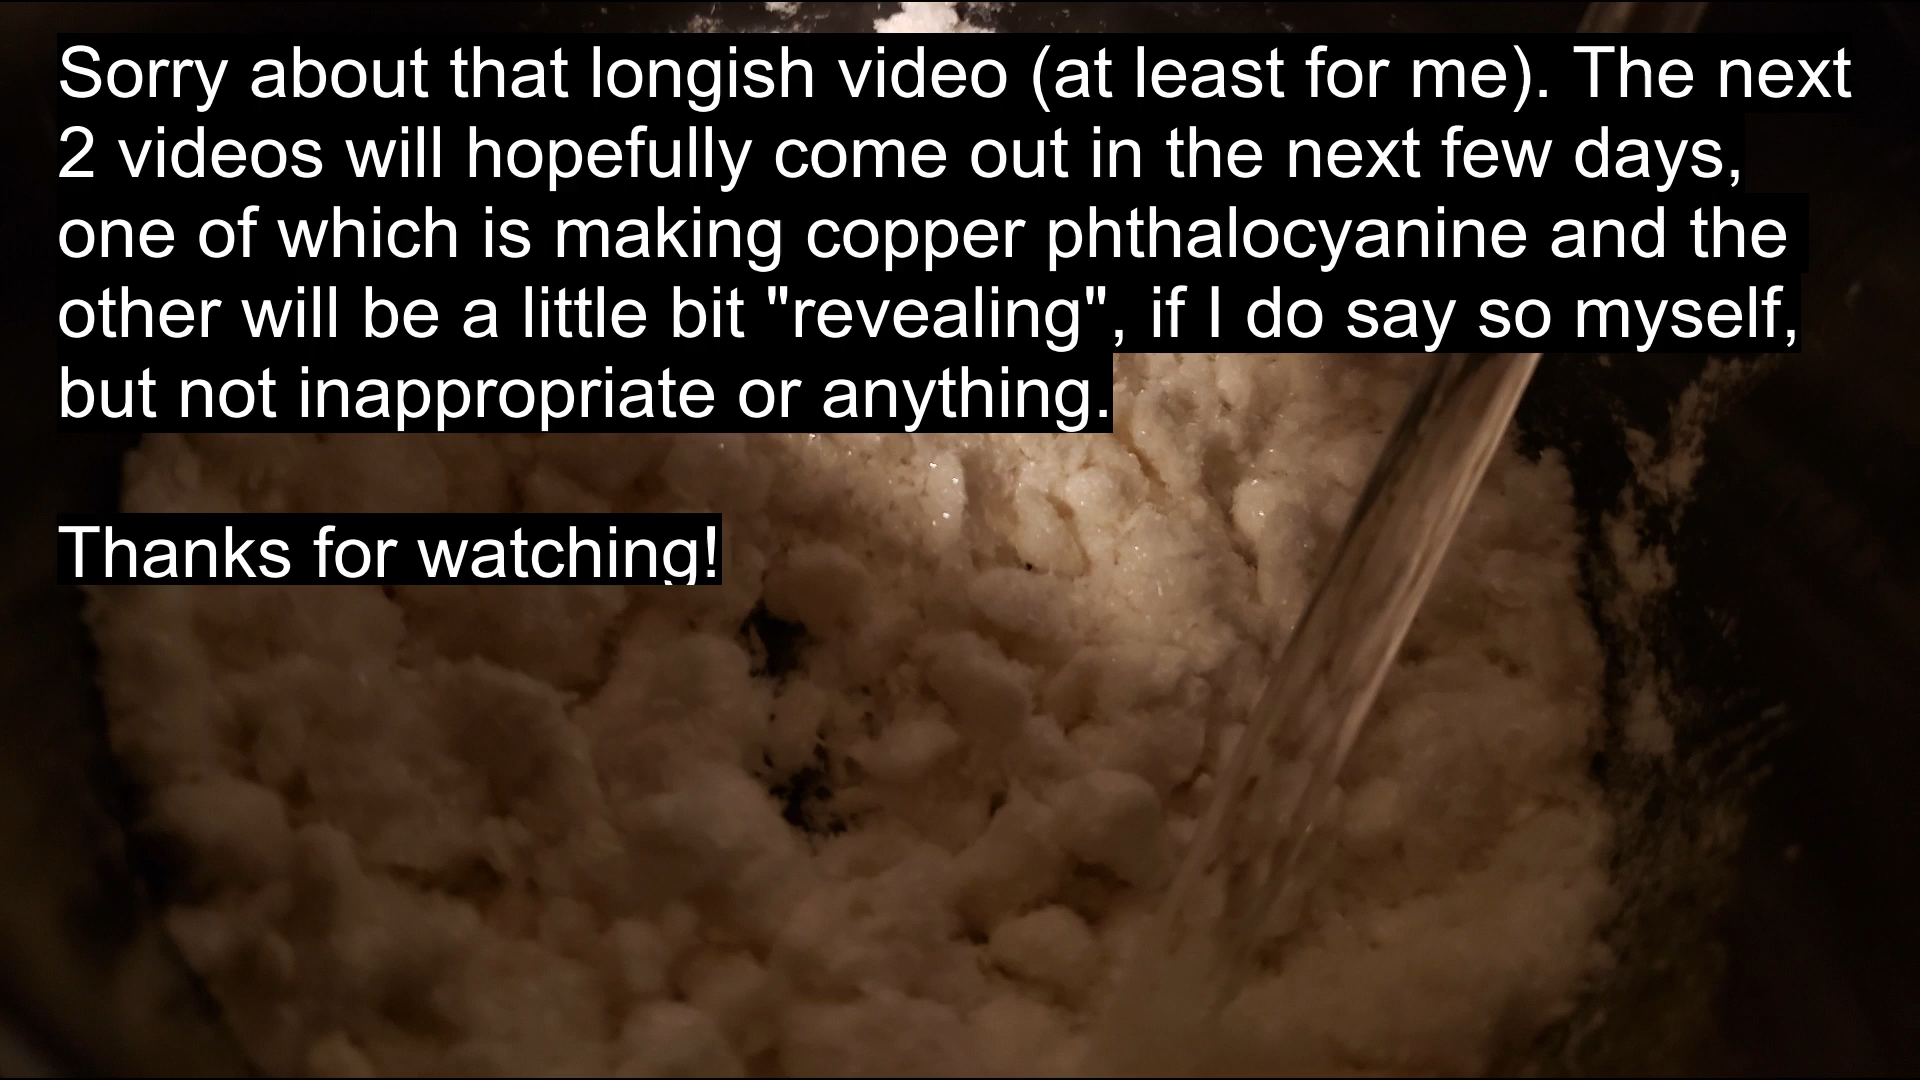 Sorry about that longish video (at least for me). The next
2 videos will hopefully come out in the next few days,
one of which is making copper phthalocyanine and the
other will be a little bit "revealing", if I do say so myself,
but not inappropriate or anything.
Thanks for watching!